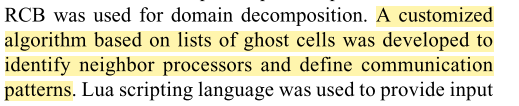 RCB was used for domain decomposition. A customized
algorithm based on lists of ghost cells was developed to
identify neighbor processors and define communication
patterns. Lua scripting language was used to provide input